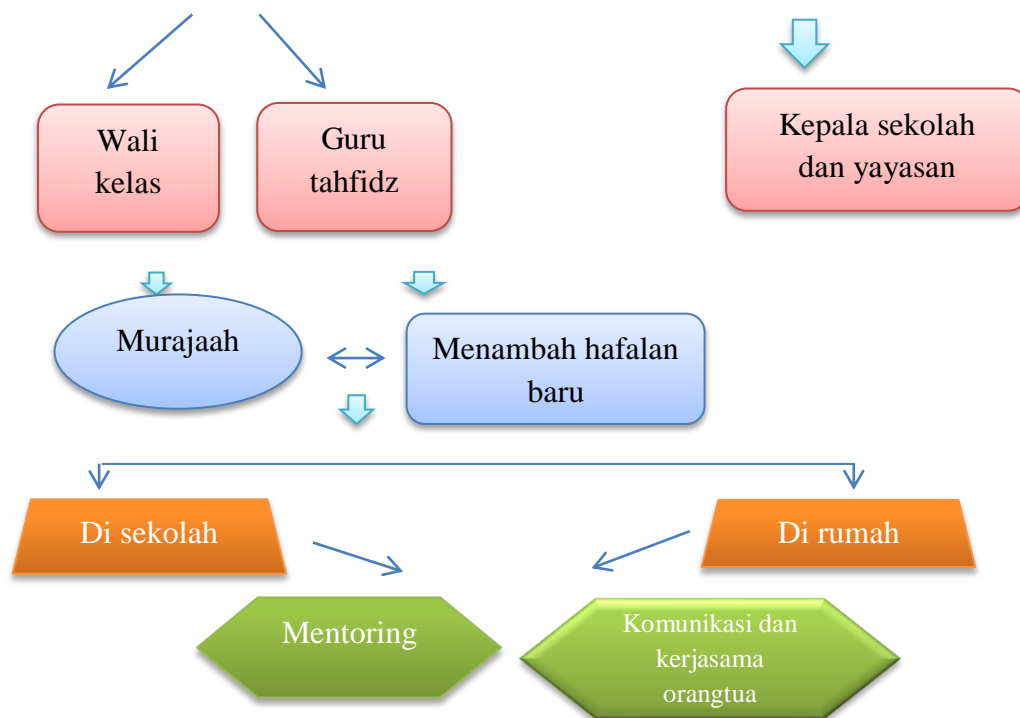 Wali
kelas
Guru
tahfidz
Kepala sekolah
dan yayasan
Murajaah
Menambah hafalan
baru
Di sekolah
Di rumah
Mentoring
Komunikasi dan
kerjasama
orangtua